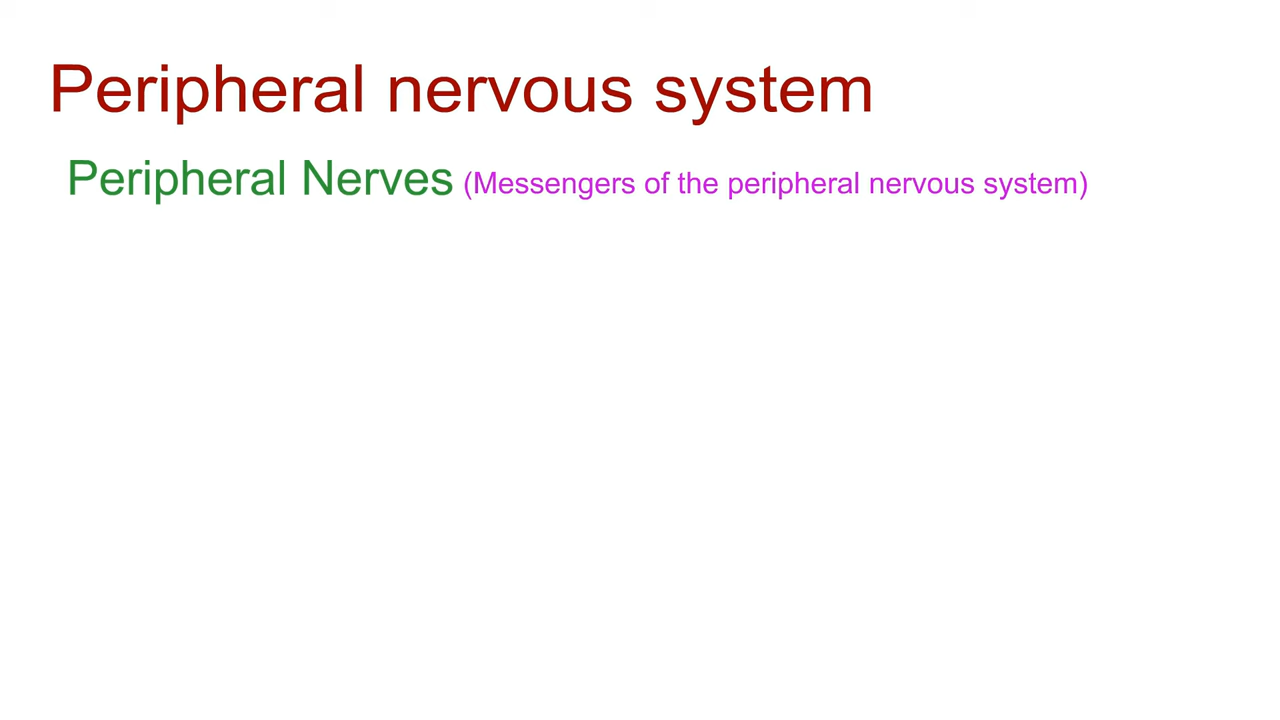 Peripheral nervous system
Peripheral Nerves (Messengers of the peripheral nervous system)